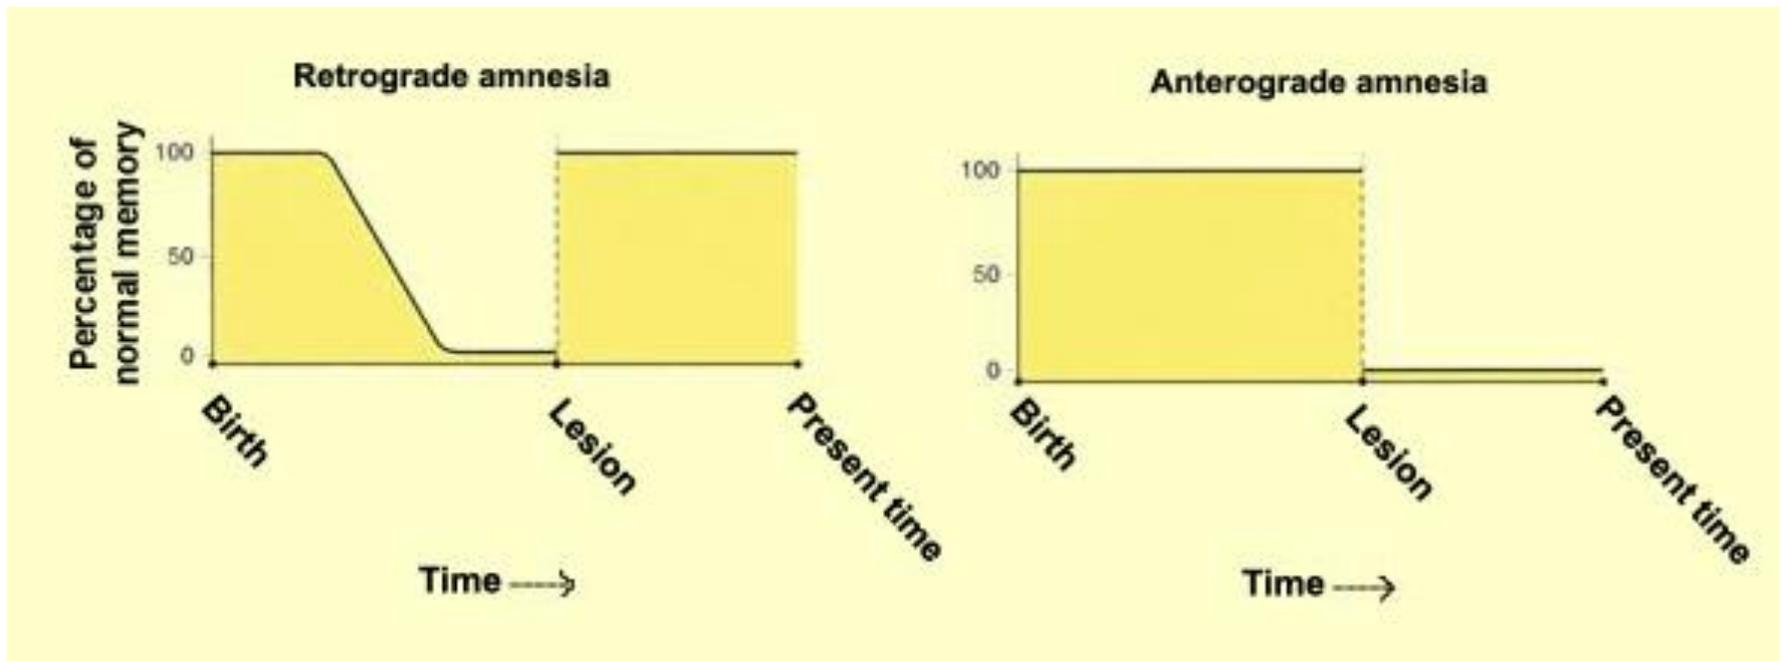 Retrograde amnesia
Percentage of
normal memory
100
50
0
Birth
Lesion
Present time
Time
Anterograde amnesia
100
50
0
Birth
Lesion
Present time
Time